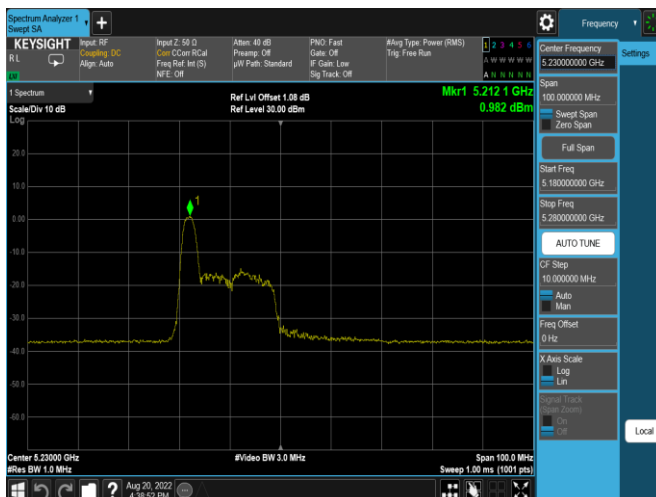 Spectrum Analyzer 1
Swept SA
Frequency
KEYSIGHT
R L
Input: RF
Coupling: DC
Align: Auto
Input Z: 50 Ω
Corr CCorr RCal
Freq Ref: Int (S)
NFE: Off
Atten: 40 dB
Preamp: Off
µW Path: Standard
PNO: Fast
Gate: Off
IF Gain: Low
Sig Track: Off
#Avg Type: Power (RMS)
Trig: Free Run
1 2 3 4 5 6
A W W W W W
A N N N N N
1 Spectrum
Scale/Div 10 dB
Log
Ref Lvl Offset 1.08 dB
Ref Level 30.00 dBm
Mkr1 5.212 1 GHz
0.982 dBm
20.0
10.0
0.00
-10.0
-20.0
-30.0
-40.0
-50.0
-60.0
1
Center 5.23000 GHz
#Res BW 1.0 MHz
#Video BW 3.0 MHz
Span 100.0 MHz
Sweep 1.00 ms (1001 pts)
Aug 20, 2022
4:38:52 PM
Center Frequency
5.230000000 GHz
Span
100.000000 MHz
Swept Span
Zero Span
Full Span
Start Freq
5.180000000 GHz
Stop Freq
5.280000000 GHz
AUTO TUNE
CF Step
10.000000 MHz
Auto
Man
Freq Offset
0 Hz
X Axis Scale
Log
Lin
Signal Track
(Span Zoom)
On
Off
Settings
Local